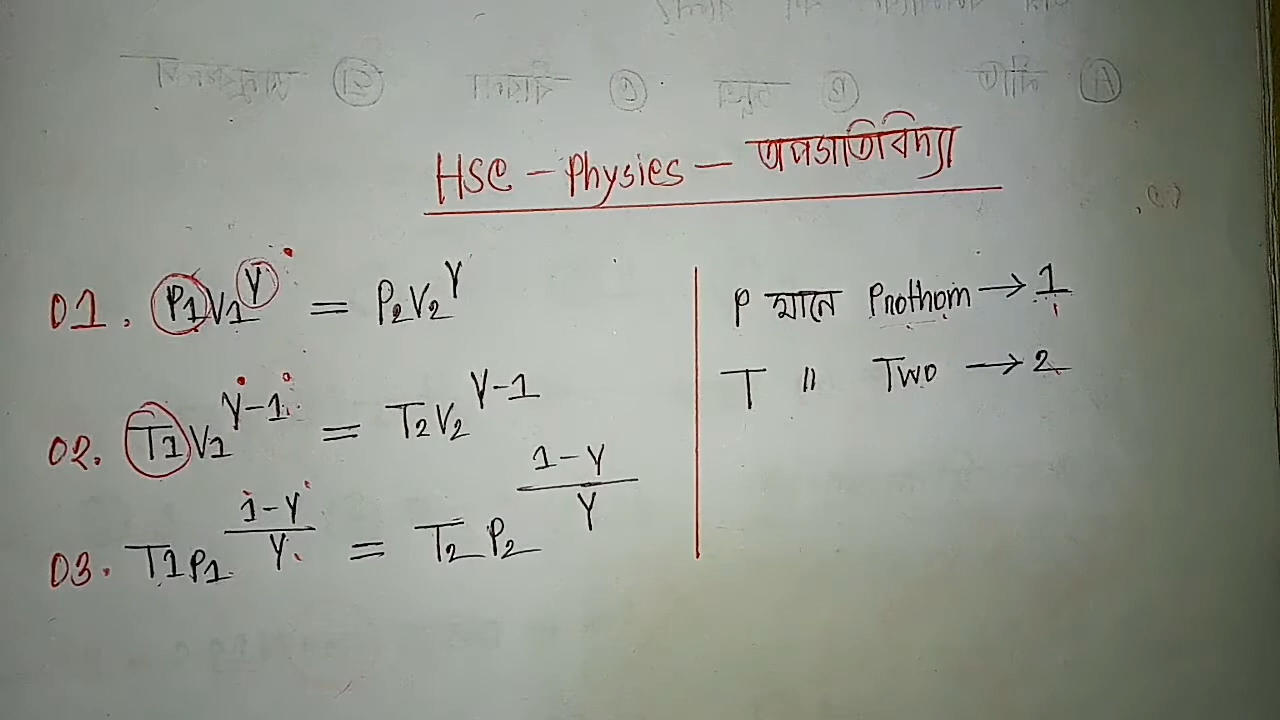 HSC - Physics - তাপগতিবিদ্যা
01. P₁V₁^γ = P₂V₂^γ
02. T₁V₁^γ-1 = T₂V₂^γ-1
03. T₁P₁^(1-γ)/γ = T₂P₂^(1-γ)/γ
P মানে Prothom → 1
T " Two → 2